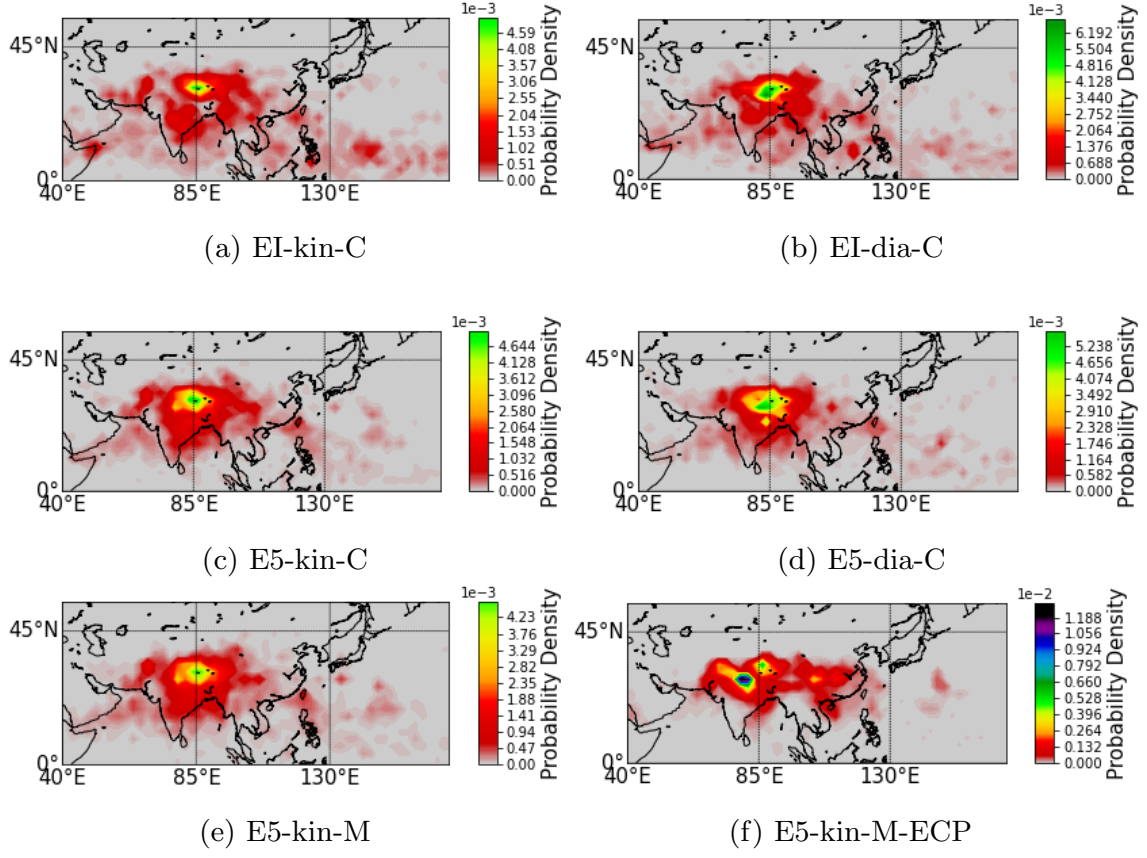 1e−3
45°N
0°
40°E 85°E 130°E
4.59
4.08
3.57
3.06
2.55
2.04
1.53
1.02
0.51
0.00
Probability Density
(a) EI-kin-C
45°N
0°
40°E 85°E 130°E
6.192
5.504
4.816
4.128
3.440
2.752
2.064
1.376
0.688
0.000
Probability Density
(b) EI-dia-C
1e−3
45°N
0°
40°E 85°E 130°E
4.644
4.128
3.612
3.096
2.580
2.064
1.548
1.032
0.516
0.000
Probability Density
(c) E5-kin-C
1e−3
45°N
0°
40°E 85°E 130°E
5.238
4.656
4.074
3.492
2.910
2.328
1.746
1.164
0.582
0.000
Probability Density
(d) E5-dia-C
1e−3
45°N
0°
40°E 85°E 130°E
4.23
3.76
3.29
2.82
2.35
1.88
1.41
0.94
0.47
0.00
Probability Density
(e) E5-kin-M
1e−2
45°N
0°
40°E 85°E 130°E
1.188
1.056
0.924
0.792
0.660
0.528
0.396
0.264
0.132
0.000
Probability Density
(f) E5-kin-M-ECP